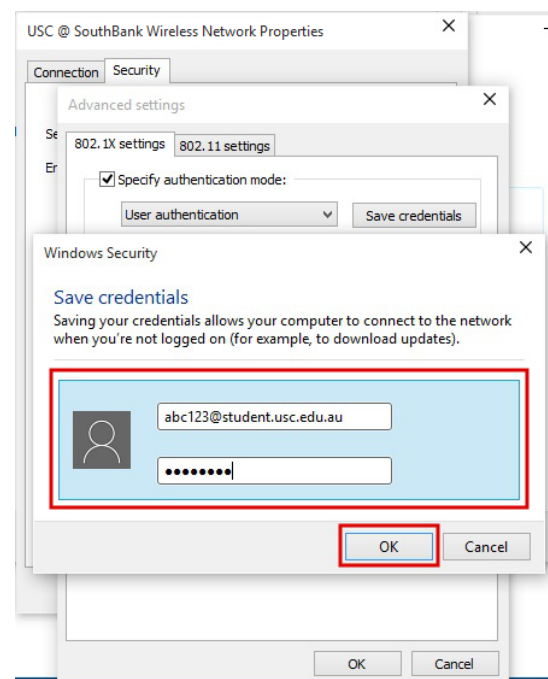 USC @ SouthBank Wireless Network Properties
Connection Security
Advanced settings
Se
802.1X settings 802.11 settings
Er
Specify authentication mode:
User authentication Save credentials
Windows Security
Save credentials
Saving your credentials allows your computer to connect to the network
when you're not logged on (for example, to download updates).
abc123@student.usc.edu.au
••••••••
OK Cancel
OK Cancel